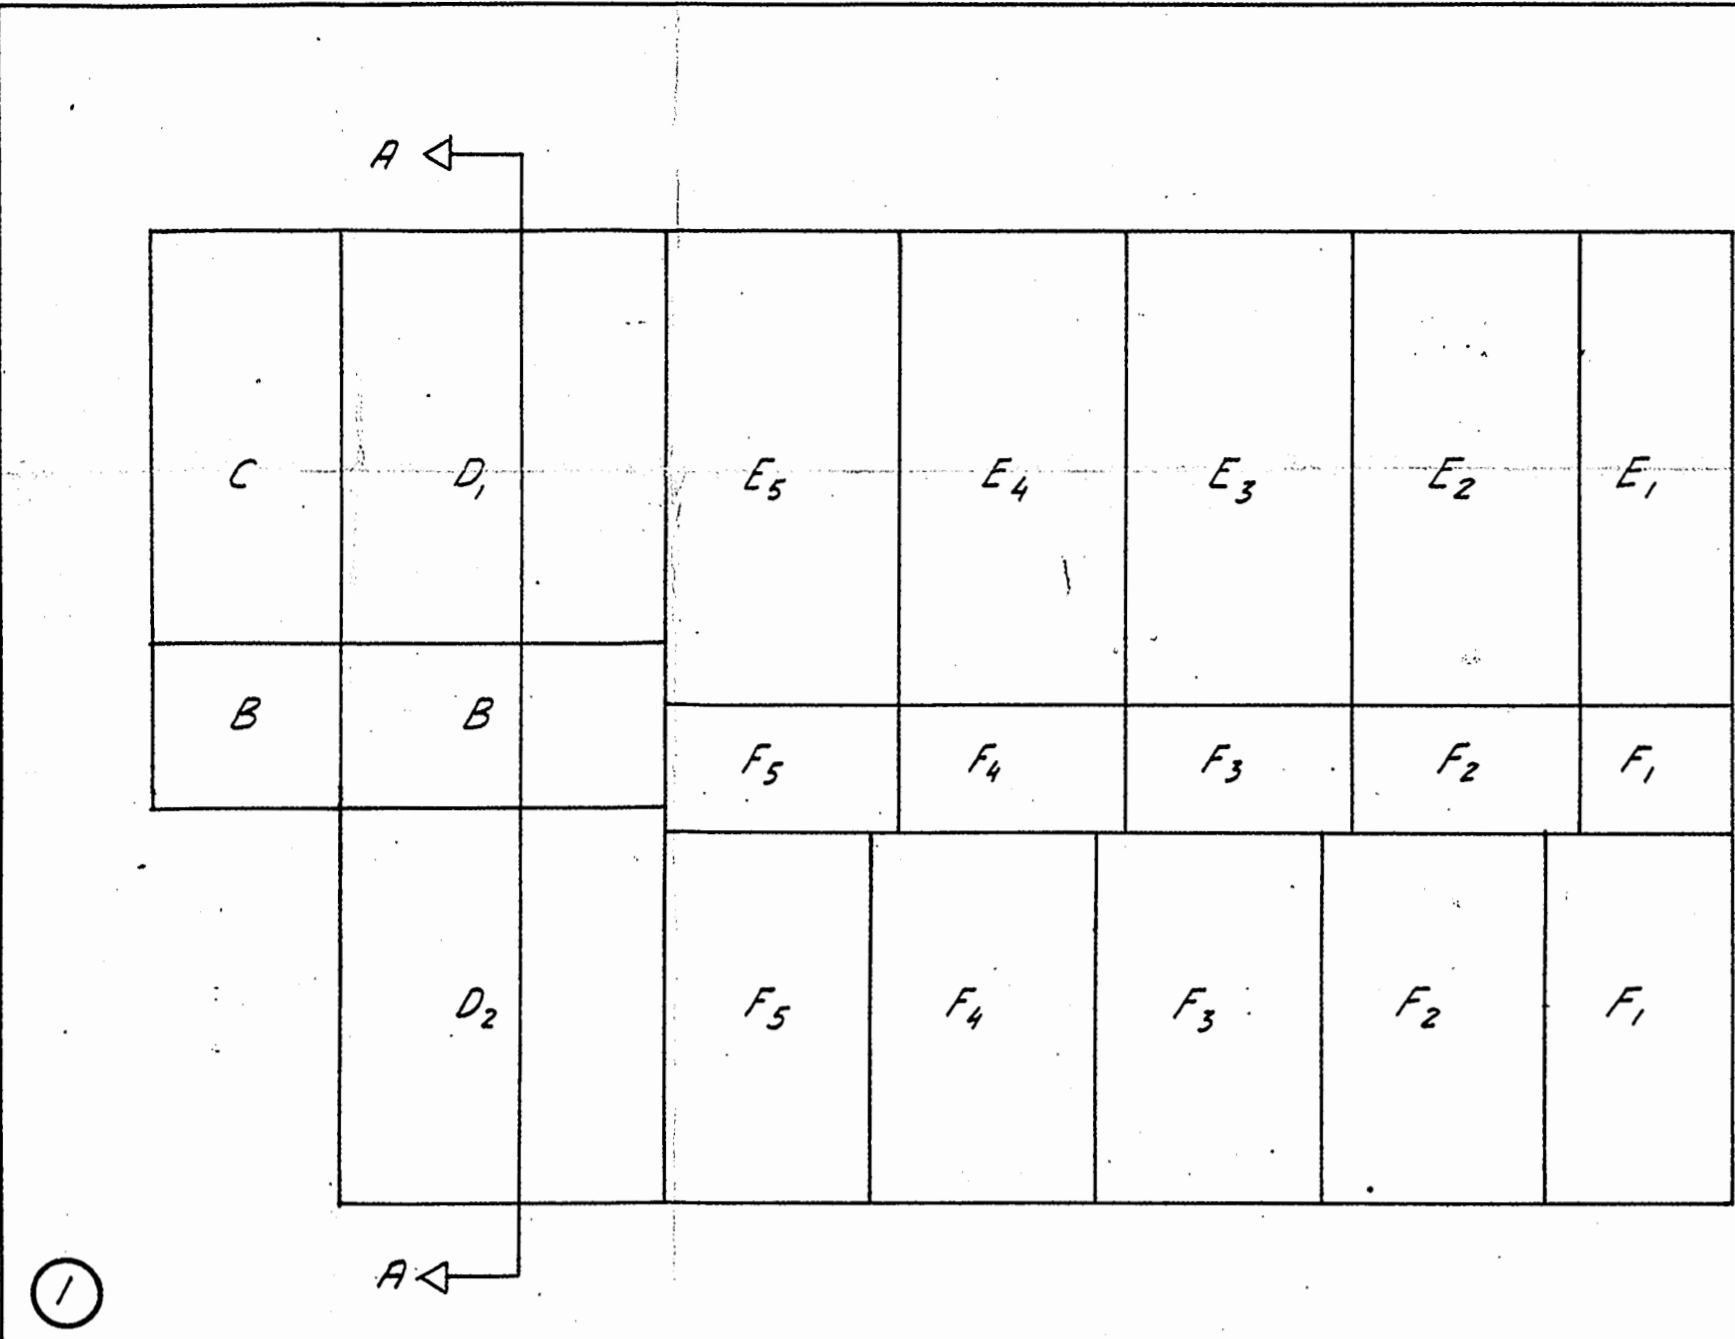 A
C D₁ E₅ E₄ E₃ E₂ E₁
B B
F₅ F₄ F₃ F₂ F₁
D₂ F₅ F₄ F₃ F₂ F₁
A
1